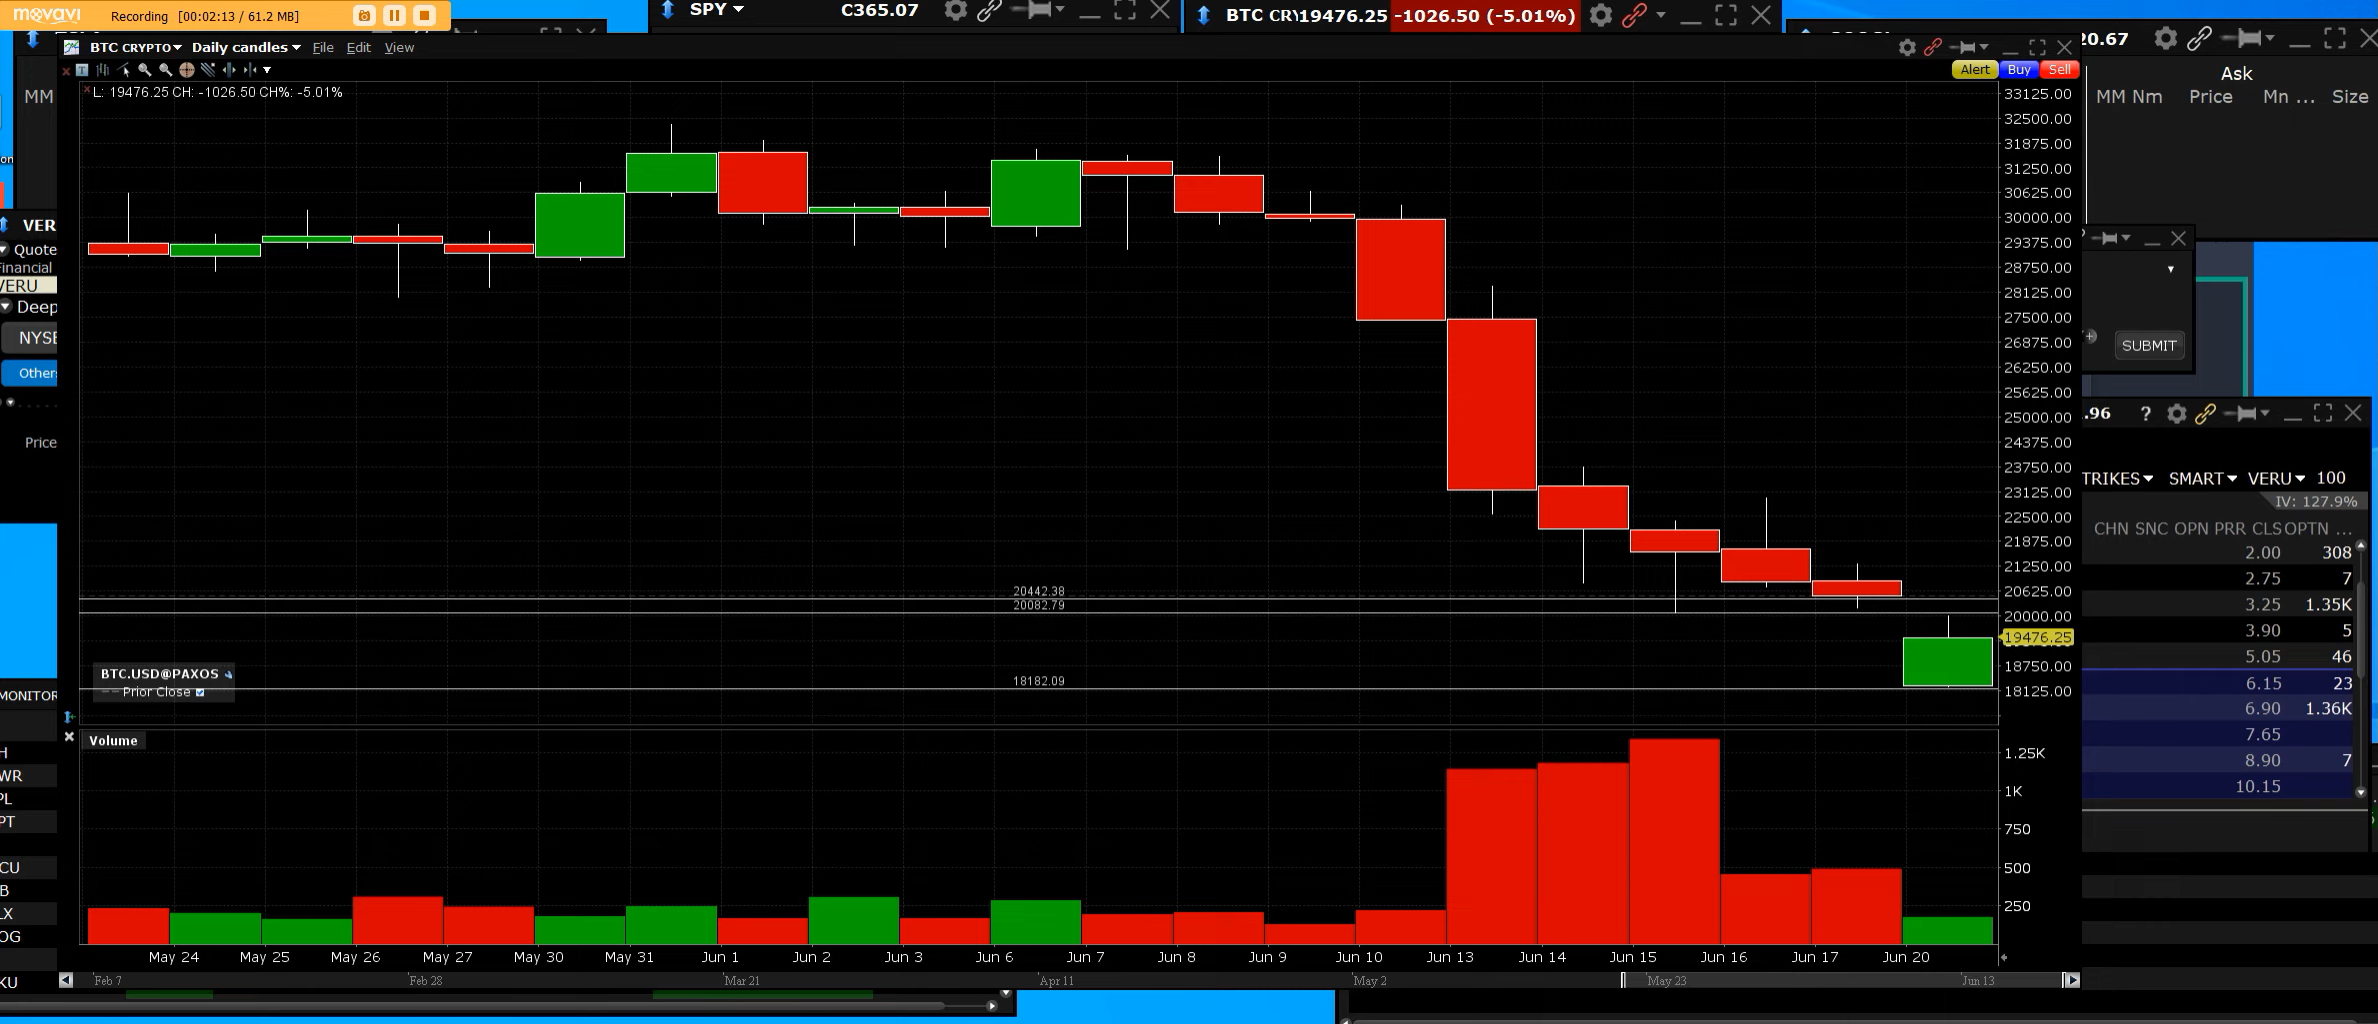 movavi Recording [00:02:13 / 61.2 MB]
SPY C365.07
BTC CRY 19476.25 -1026.50 (-5.01%)
20.67
BTC CRYPTO Daily candles File Edit View
Alert Buy Sell
L: 19476.25 CH: -1026.50 CH%: -5.01%
MM
Ask
MM Nm Price Mn ... Size
on
VER
Quote
Financial
VERU
Deep
NYSE
Others
Price
MONITOR
H
WR
PL
PT
CU
B
LX
OG
KU
33125.00
32500.00
31875.00
31250.00
30625.00
30000.00
29375.00
28750.00
28125.00
27500.00
26875.00
26250.00
25625.00
25000.00
24375.00
23750.00
23125.00
22500.00
21875.00
21250.00
20625.00
20000.00
19476.25
18750.00
18125.00
20442.38
20082.79
18182.09
BTC.USD@PAXOS
Prior Close
Volume
1.25K
1K
750
500
250
May 24 May 25 May 26 May 27 May 30 May 31 Jun 1 Jun 2 Jun 3 Jun 6 Jun 7 Jun 8 Jun 9 Jun 10 Jun 13 Jun 14 Jun 15 Jun 16 Jun 17 Jun 20
Feb 7 Feb 28 Mar 21 Apr 11 May 2 May 23 Jun 13
SUBMIT
.96 ?
TRIKES SMART VERU 100
IV: 127.9%
CHN SNC OPN PRR CLS OPTN ...
2.00 308
2.75 7
3.25 1.35K
3.90 5
5.05 46
6.15 23
6.90 1.36K
7.65
8.90 7
10.15